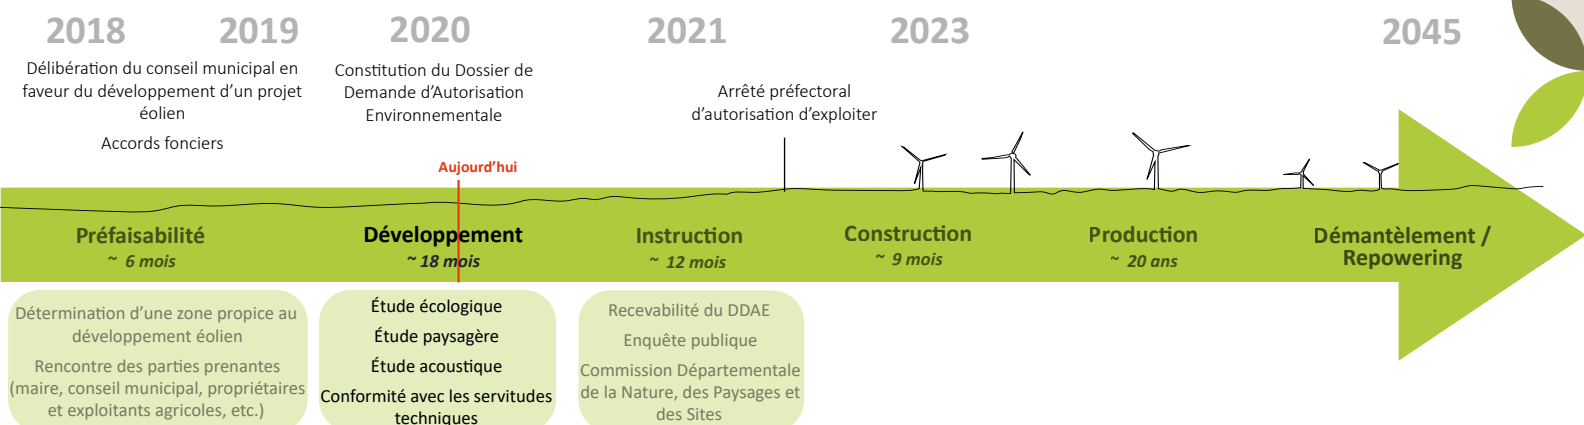 2018
2019
2020
2021
2023
2045
Délibération du conseil municipal en
faveur du développement d'un projet
éolien
Accords fonciers
Constitution du Dossier de
Demande d'Autorisation
Environnementale
Arrêté préfectoral
d'autorisation d'exploiter
Aujourd'hui
Préfaisabilité
~ 6 mois
Développement
~ 18 mois
Instruction
~ 12 mois
Construction
~ 9 mois
Production
~ 20 ans
Démantèlement /
Repowering
Détermination d'une zone propice au
développement éolien
Rencontre des parties prenantes
(maire, conseil municipal, propriétaires
et exploitants agricoles, etc.)
Étude écologique
Étude paysagère
Étude acoustique
Conformité avec les servitudes
techniques
Recevabilité du DDAE
Enquête publique
Commission Départementale
de la Nature, des Paysages et
des Sites